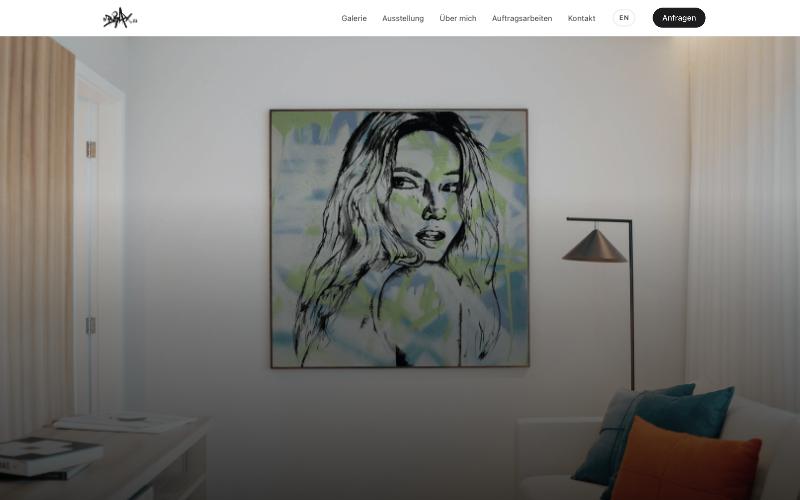 Galerie
Ausstellung
Über mich
Auftragsarbeiten
Kontakt
EN
Anfragen